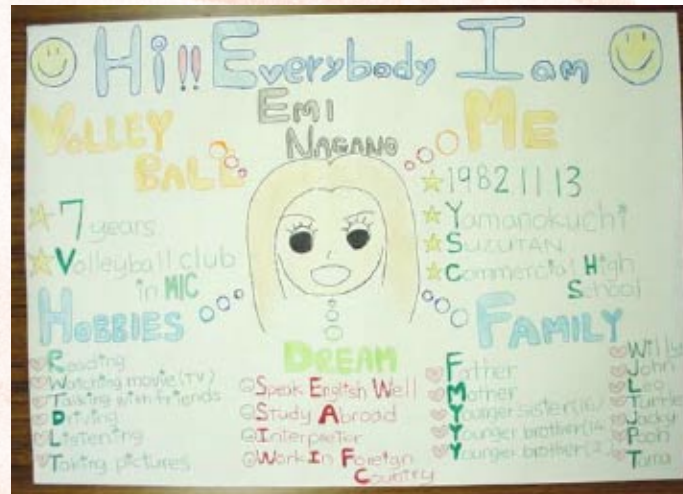 Hi!! Everybody I am
EMI
NAGANO
VOLLEY
BALL
7 years
Volleyball club
in MIC
ME
1982 11 13
Yamanokuchi
SUZUTAN
Commercial High
School
HOBBIES
Reading
Watching movie (TV)
Talking with friends
Driving
Listening
Taking pictures
DREAM
Speak English Well
Study Abroad
Interpreter
Work In Foreign
Country
FAMILY
Father
Mother
Younger sister (16)
Younger brother (14)
Younger brother
Willy
John
Leo
Turrle
Jacky
Pooh